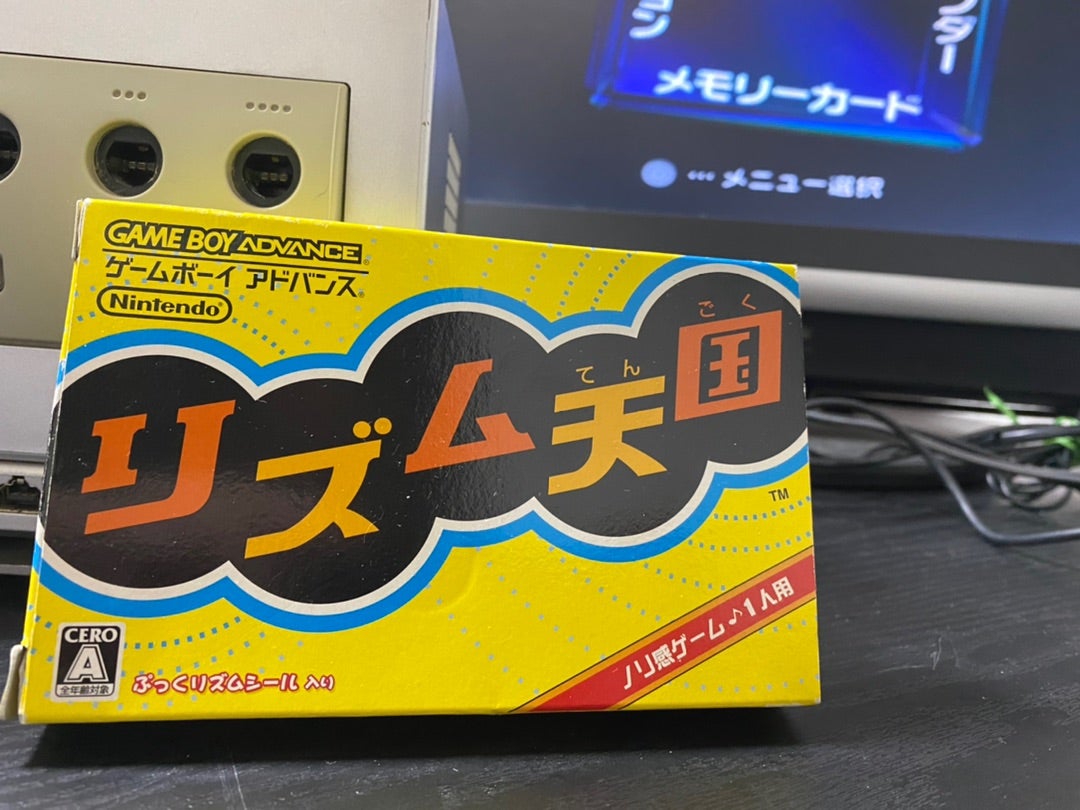 メモリーカード
メニュー選択
GAME BOY ADVANCE
ゲームボーイ アドバンス
Nintendo
リズム天国
てん
ごく
TM
CERO
A
全年齢対象
ぷっくりズムシール 入り
ノリ感ゲーム♪1人用